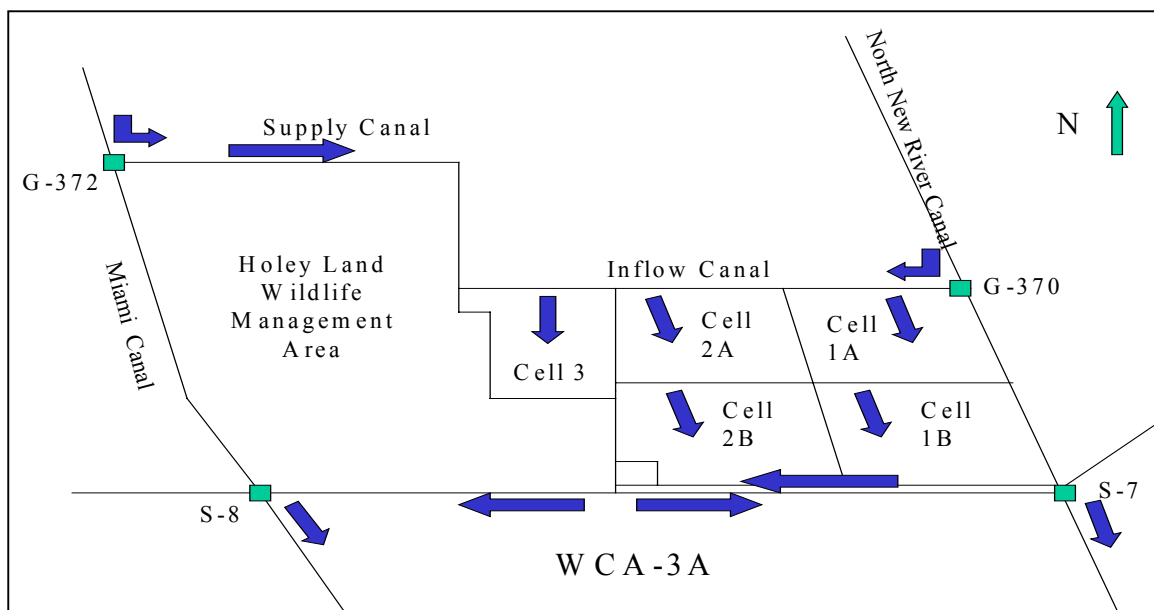 North New River Canal
N
Supply Canal
G-372
Miami Canal
Holey Land
Wildlife
Management
Area
Inflow Canal
G-370
Cell
2A
Cell
1A
Cell 3
Cell
2B
Cell
1B
S-8
S-7
WCA-3A